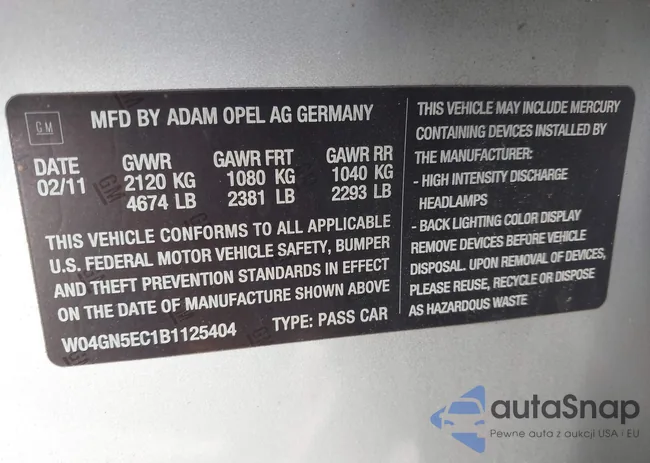 GM
MFD BY ADAM OPEL AG GERMANY
DATE GVWR GAWR FRT GAWR RR
02/11 2120 KG 1080 KG 1040 KG
4674 LB 2381 LB 2293 LB
THIS VEHICLE CONFORMS TO ALL APPLICABLE
U.S. FEDERAL MOTOR VEHICLE SAFETY, BUMPER
AND THEFT PREVENTION STANDARDS IN EFFECT
ON THE DATE OF MANUFACTURE SHOWN ABOVE
W04GN5EC1B1125404 TYPE: PASS CAR
THIS VEHICLE MAY INCLUDE MERCURY
CONTAINING DEVICES INSTALLED BY
THE MANUFACTURER:
- HIGH INTENSITY DISCHARGE
HEADLAMPS
- BACK LIGHTING COLOR DISPLAY
REMOVE DEVICES BEFORE VEHICLE
DISPOSAL. UPON REMOVAL OF DEVICES,
PLEASE REUSE, RECYCLE OR DISPOSE
AS HAZARDOUS WASTE
autaSnap
Pewne auta z aukcji USA i EU